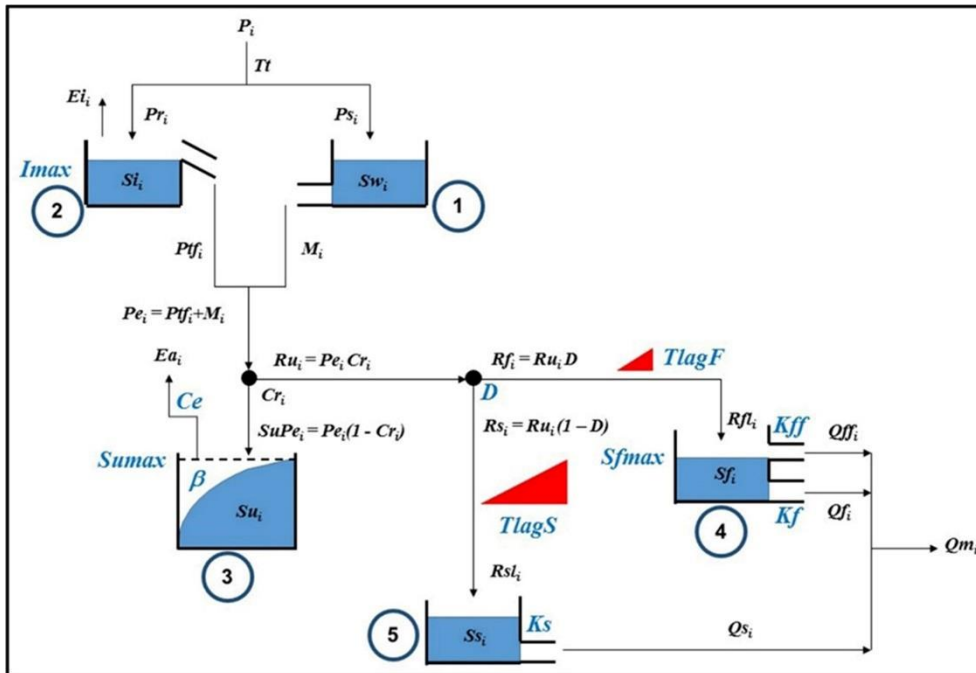 Pᵢ
Tt
Eiᵢ
Prᵢ
Psᵢ
Imax
Siᵢ
Swᵢ
2
1
Ptfᵢ
Mᵢ
Peᵢ = Ptfᵢ+Mᵢ
Eaᵢ
Ruᵢ = Peᵢ Crᵢ
Rfᵢ = Ruᵢ D
TlagF
Ce
Crᵢ
D
SuPeᵢ = Peᵢ (1 - Crᵢ)
Rsᵢ = Ruᵢ (1 – D)
Rflᵢ
Kff
Qffᵢ
Sumax
β
Sfmax
Sfᵢ
Suᵢ
TlagS
Kf
Qfᵢ
4
3
Qmᵢ
Rslᵢ
5
Ssᵢ
Ks
Qsᵢ